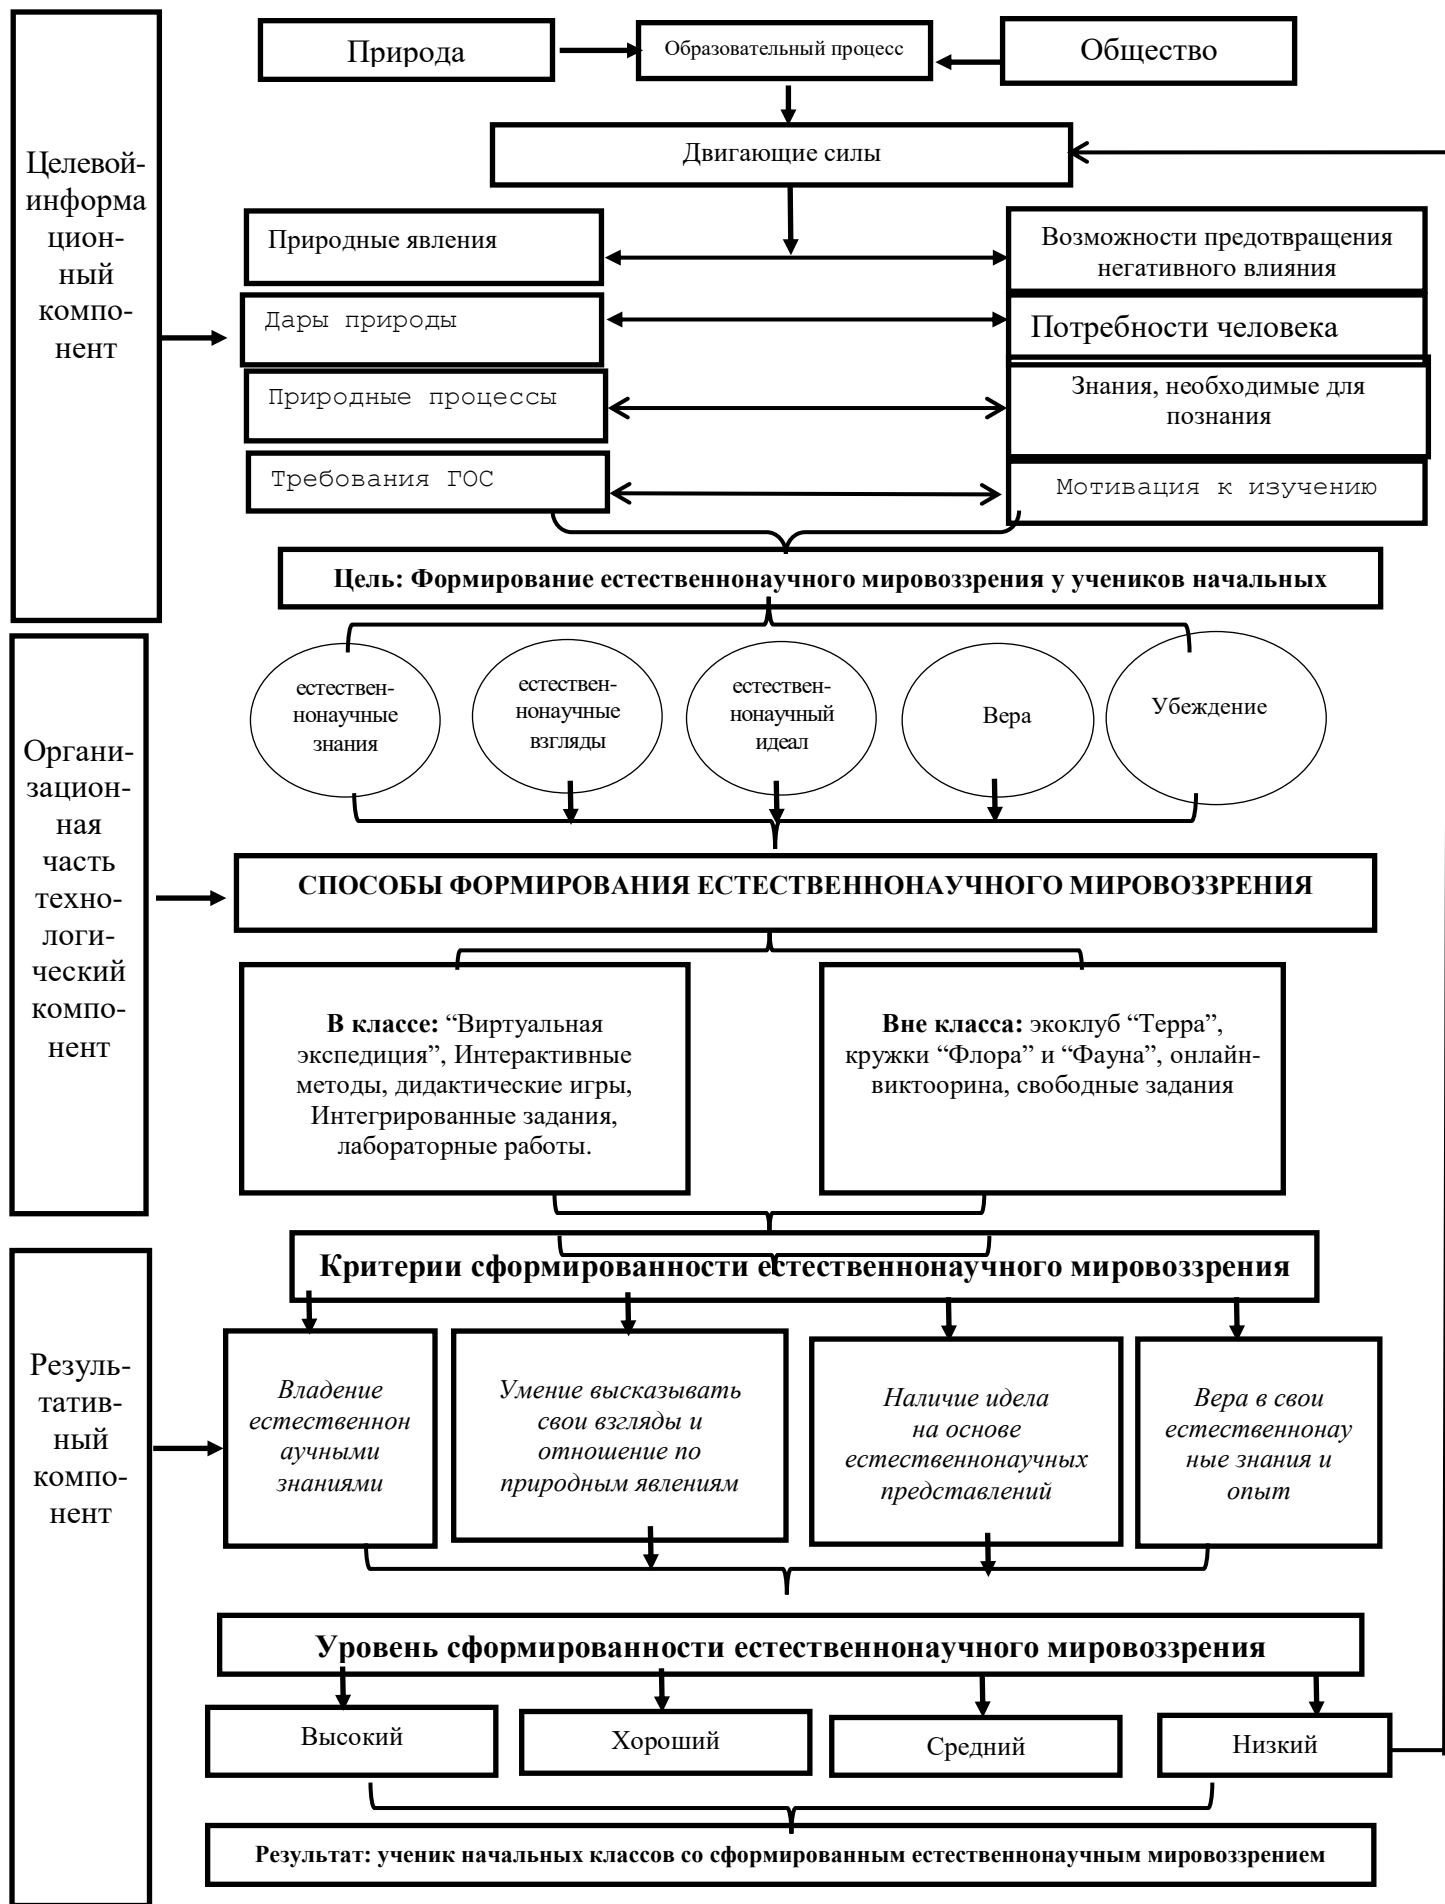 Природа
Образовательный процесс
Общество
Двигающие силы
Целевой-
информа
цион-
ный
компо-
нент
Природные явления
Возможности предотвращения
негативного влияния
Дары природы
Потребности человека
Природные процессы
Знания, необходимые для
познания
Требования ГОС
Мотивация к изучению
Цель: Формирование естественнонаучного мировоззрения у учеников начальных
Органи-
зацион-
ная
часть
техно-
логи-
ческий
компо-
нент
естествен-
нонаучные
знания
естествен-
нонаучные
взгляды
естествен-
нонаучный
идеал
Вера
Убеждение
СПОСОБЫ ФОРМИРОВАНИЯ ЕСТЕСТВЕННОНАУЧНОГО МИРОВОЗЗРЕНИЯ
В классе: “Виртуальная
экспедиция”, Интерактивные
методы, дидактические игры,
Интегрированные задания,
лабораторные работы.
Вне класса: экоклуб “Терра”,
кружки “Флора” и “Фауна”, онлайн-
виктоорина, свободные задания
Критерии сформированности естественнонаучного мировоззрения
Резуль-
татив-
ный
компо-
нент
Владение
естественнон
аучными
знаниями
Умение высказывать
свои взгляды и
отношение по
природным явлениям
Наличие идела
на основе
естественнонаучных
представлений
Вера в свои
естественнонау
ные знания и
опыт
Уровень сформированности естественнонаучного мировоззрения
Высокий
Хороший
Средний
Низкий
Результат: ученик начальных классов со сформированным естественнонаучным мировоззрением